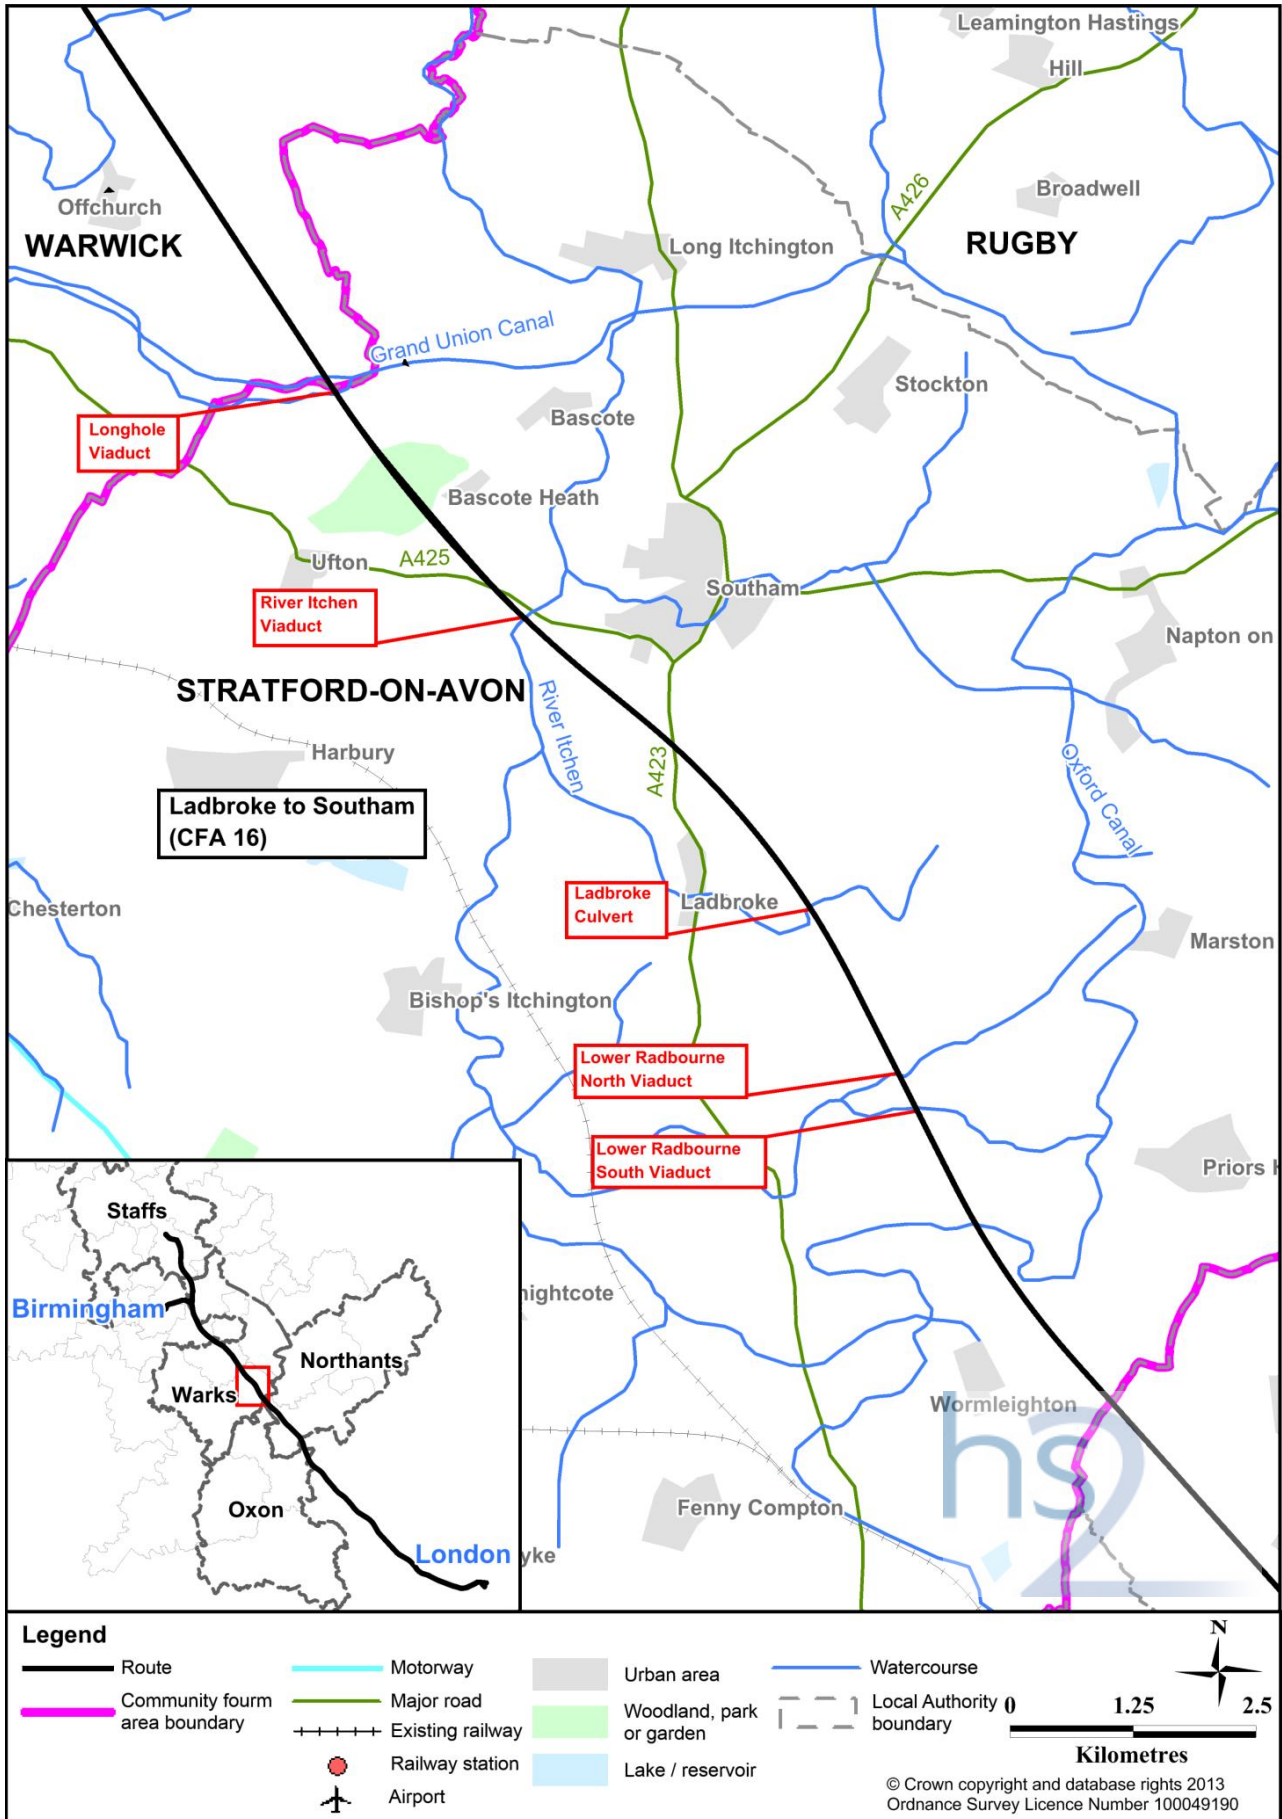 Leamington Hastings
Hill
A426
Broadwell
Offchurch
WARWICK
Long Itchington
RUGBY
Grand Union Canal
Stockton
Longhole
Viaduct
Bascote
Bascote Heath
Ufton
A425
Southam
River Itchen
Viaduct
Napton on
STRATFORD-ON-AVON
River Itchen
Harbury
A423
Oxford Canal
Ladbroke to Southam
(CFA 16)
Ladbroke
Culvert
Ladbroke
Chesterton
Marston
Bishop's Itchington
Lower Radbourne
North Viaduct
Lower Radbourne
South Viaduct
Priors H
Staffs
Birmingham
Northants
Warks
Oxon
London
nightcote
Wormleighton
hs2
Fenny Compton
yke
Legend
Route
Community fourm
area boundary
Motorway
Major road
Existing railway
Railway station
Airport
Urban area
Woodland, park
or garden
Lake / reservoir
Watercourse
Local Authority
boundary
N
0 1.25 2.5
Kilometres
© Crown copyright and database rights 2013
Ordnance Survey Licence Number 100049190